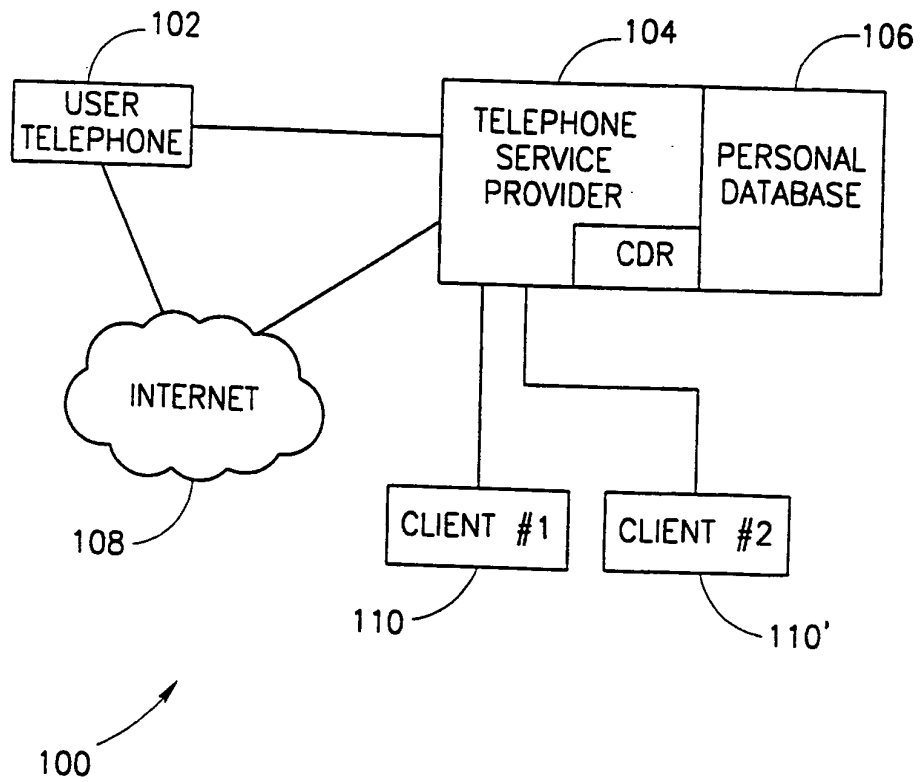 102
104
106
USER
TELEPHONE
TELEPHONE
SERVICE
PROVIDER
CDR
PERSONAL
DATABASE
INTERNET
108
CLIENT #1
110
CLIENT #2
110'
100